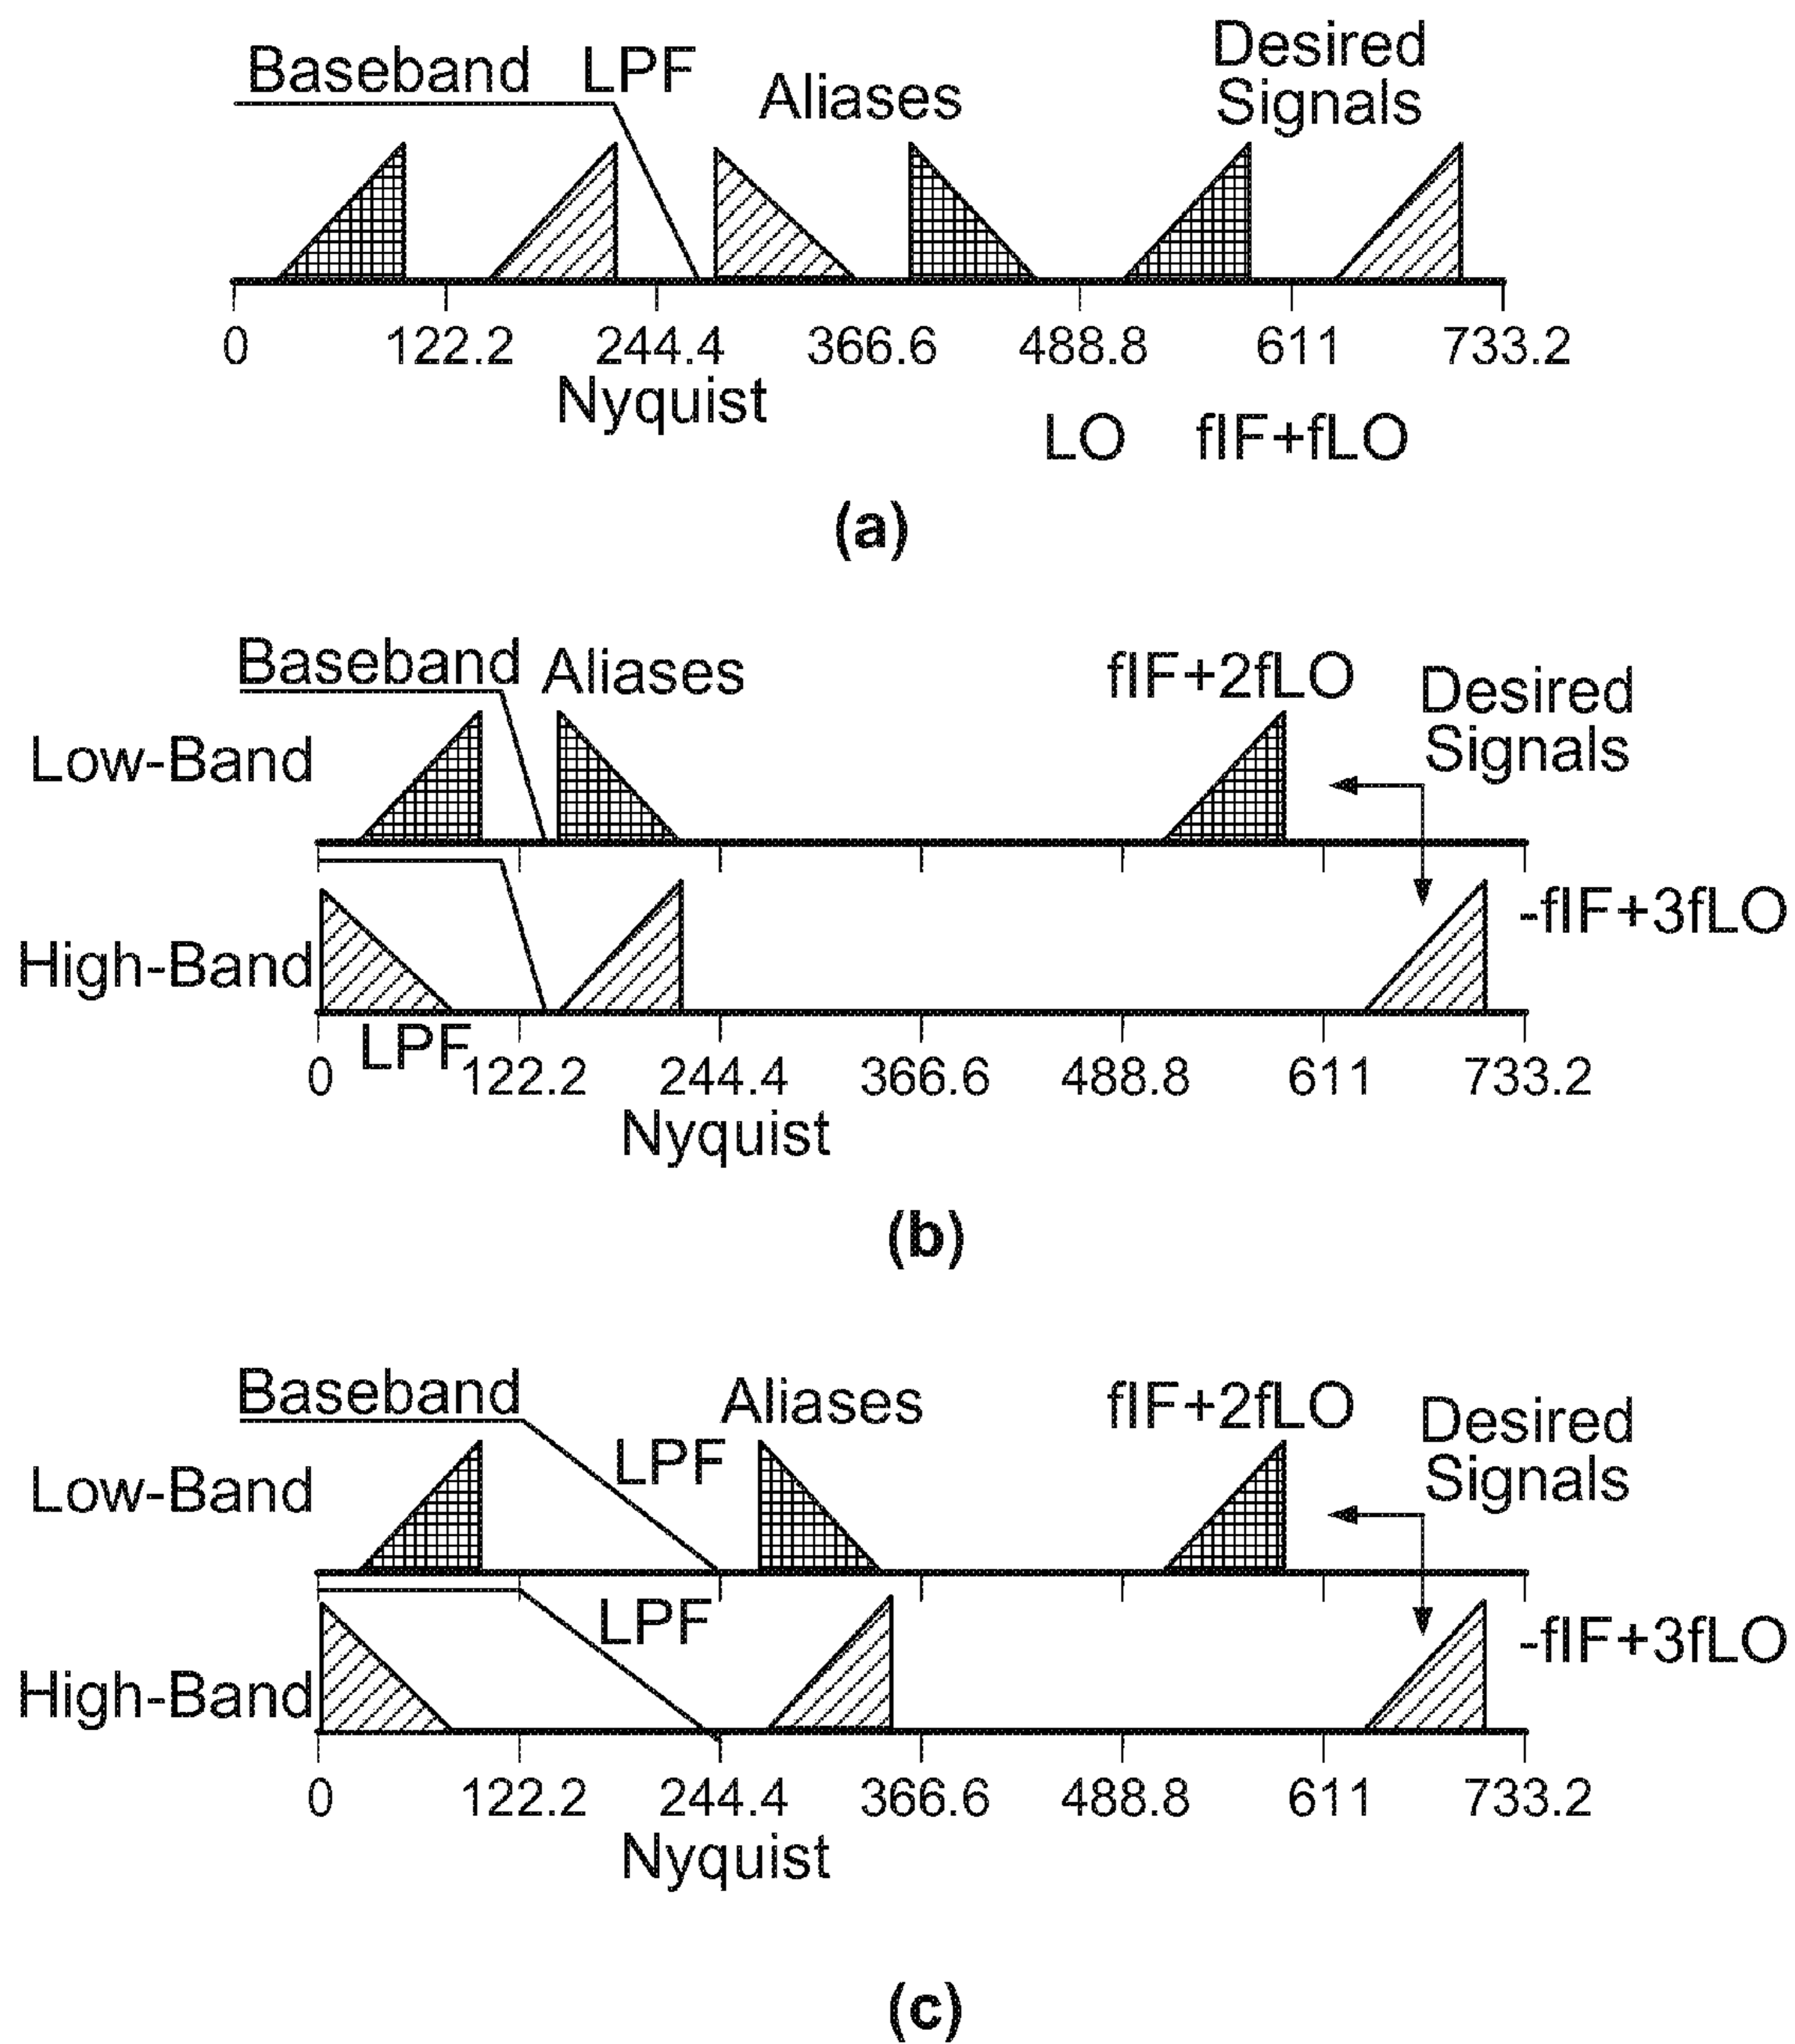 Desired
Signals
Baseband LPF Aliases
0 122.2 244.4 366.6 488.8 611 733.2
Nyquist
LO fIF+fLO
(a)
Baseband Aliases fIF+2fLO
Desired
Signals
Low-Band
-fIF+3fLO
High-Band
LPF
0 122.2 244.4 366.6 488.8 611 733.2
Nyquist
(b)
Baseband Aliases fIF+2fLO
Desired
Signals
LPF
Low-Band
LPF
-fIF+3fLO
High-Band
0 122.2 244.4 366.6 488.8 611 733.2
Nyquist
(c)